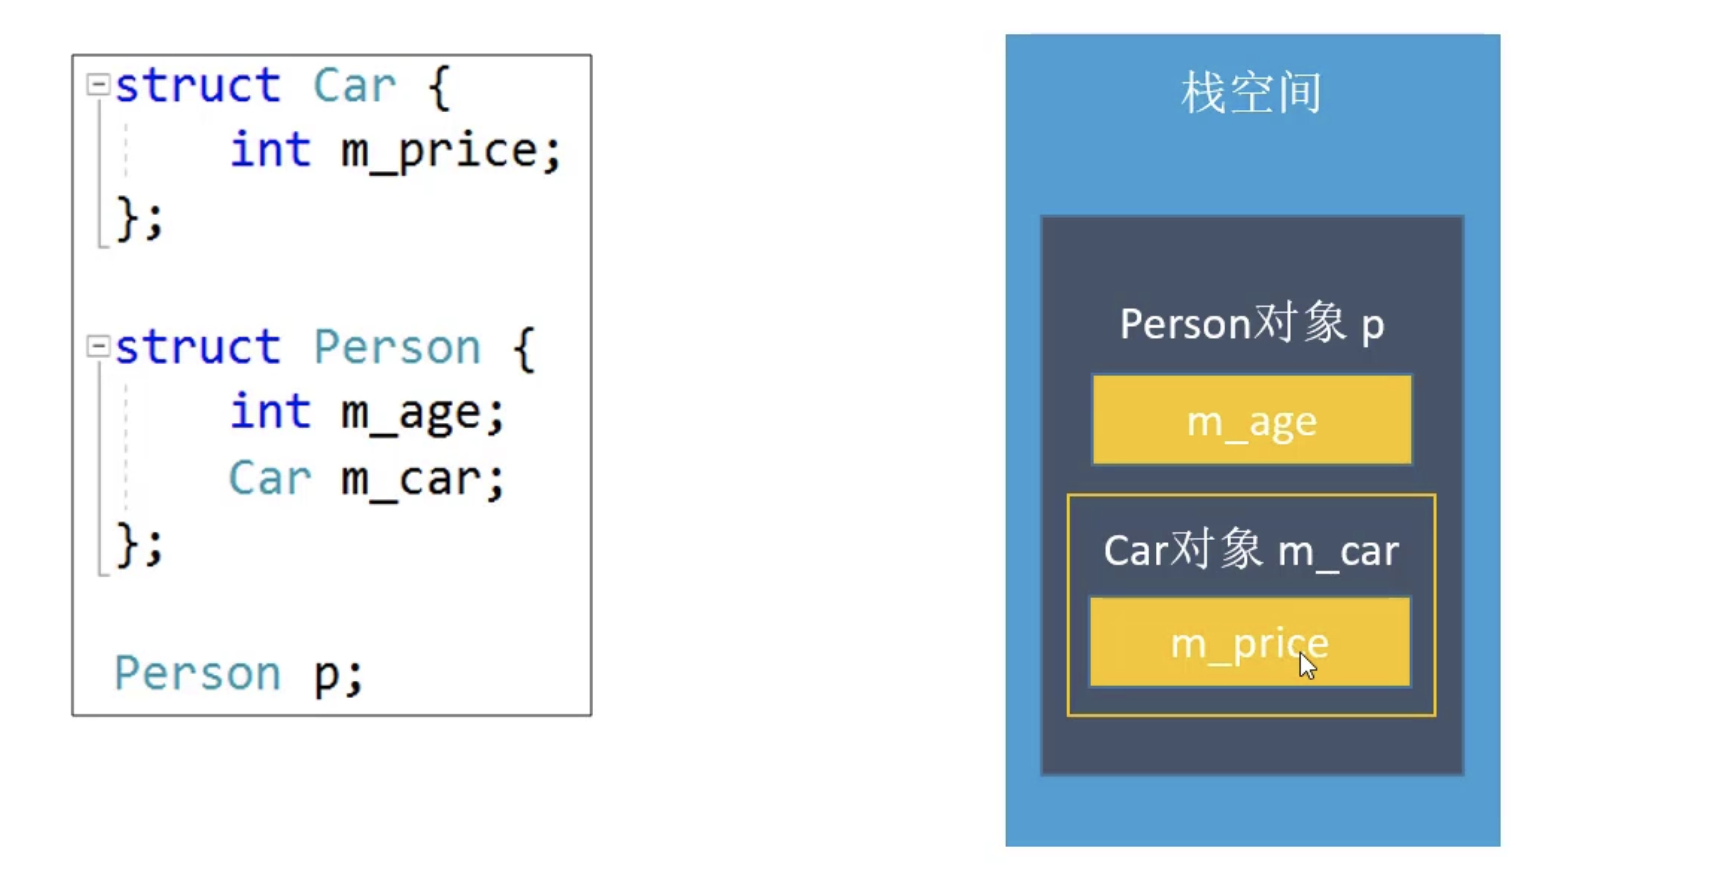 struct Car {
    int m_price;
};
struct Person {
    int m_age;
    Car m_car;
};
Person p;
栈空间
Person对象 p
m_age
Car对象 m_car
m_price